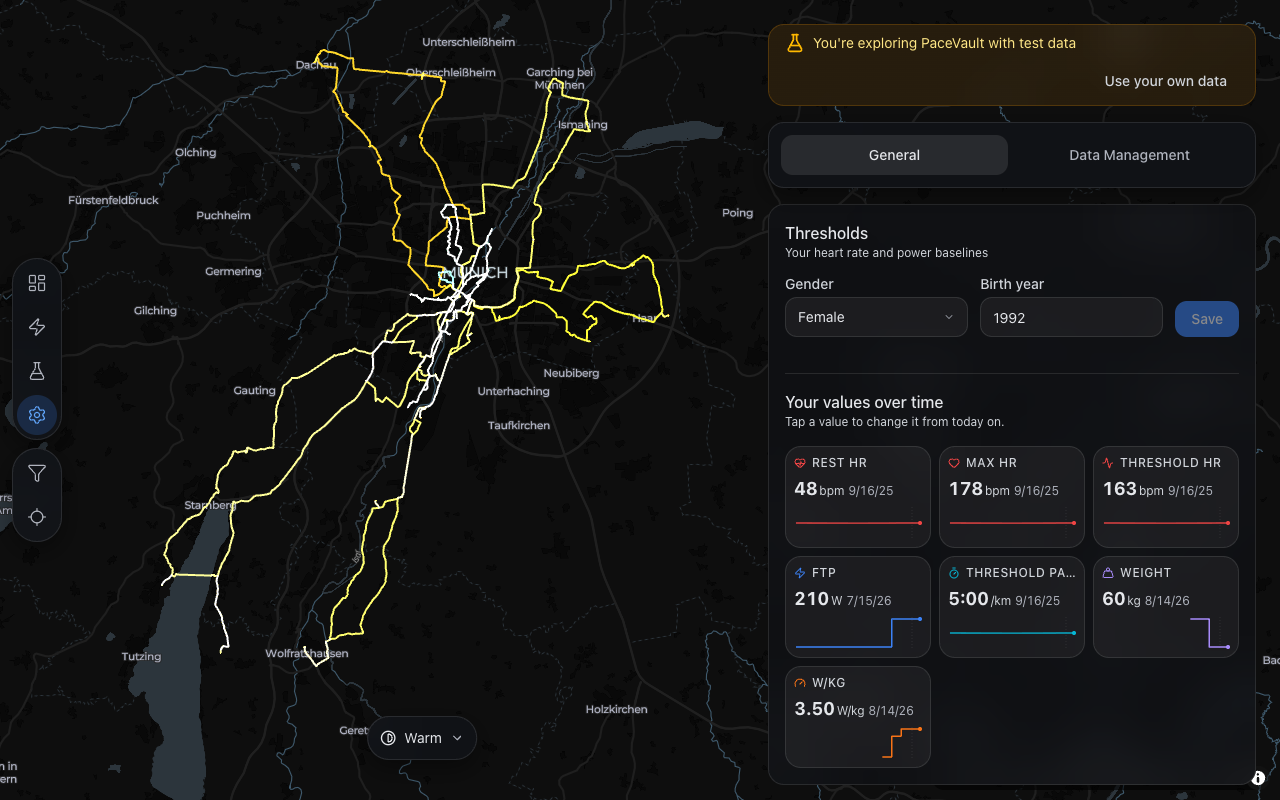 Unterschleißheim
Dachau
Oberschleißheim
Garching bei
München
Ismaning
Olching
Fürstenfeldbruck
Puchheim
Poing
Germering
MUNICH
Gilching
Haar
Neubiberg
Gauting
Unterhaching
Taufkirchen
Starnberg
Isar
Tutzing
Wolfratshausen
Holzkirchen
Warm
You're exploring PaceVault with test data
Use your own data
General
Data Management
Thresholds
Your heart rate and power baselines
Gender
Birth year
Female
1992
Save
Your values over time
Tap a value to change it from today on.
REST HR
48 bpm 9/16/25
MAX HR
178 bpm 9/16/25
THRESHOLD HR
163 bpm 9/16/25
FTP
210 W 7/15/26
THRESHOLD PA...
5:00 /km 9/16/25
WEIGHT
60 kg 8/14/26
W/KG
3.50 W/kg 8/14/26